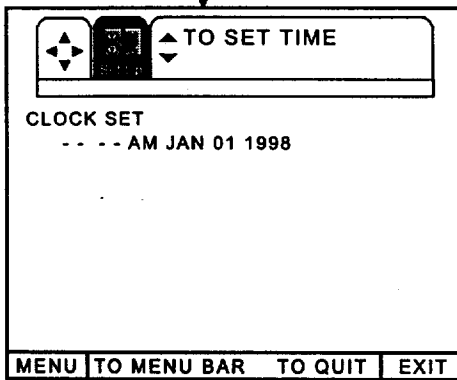 TO SET TIME
CLOCK SET
- - - - AM JAN 01 1998
MENU TO MENU BAR TO QUIT EXIT